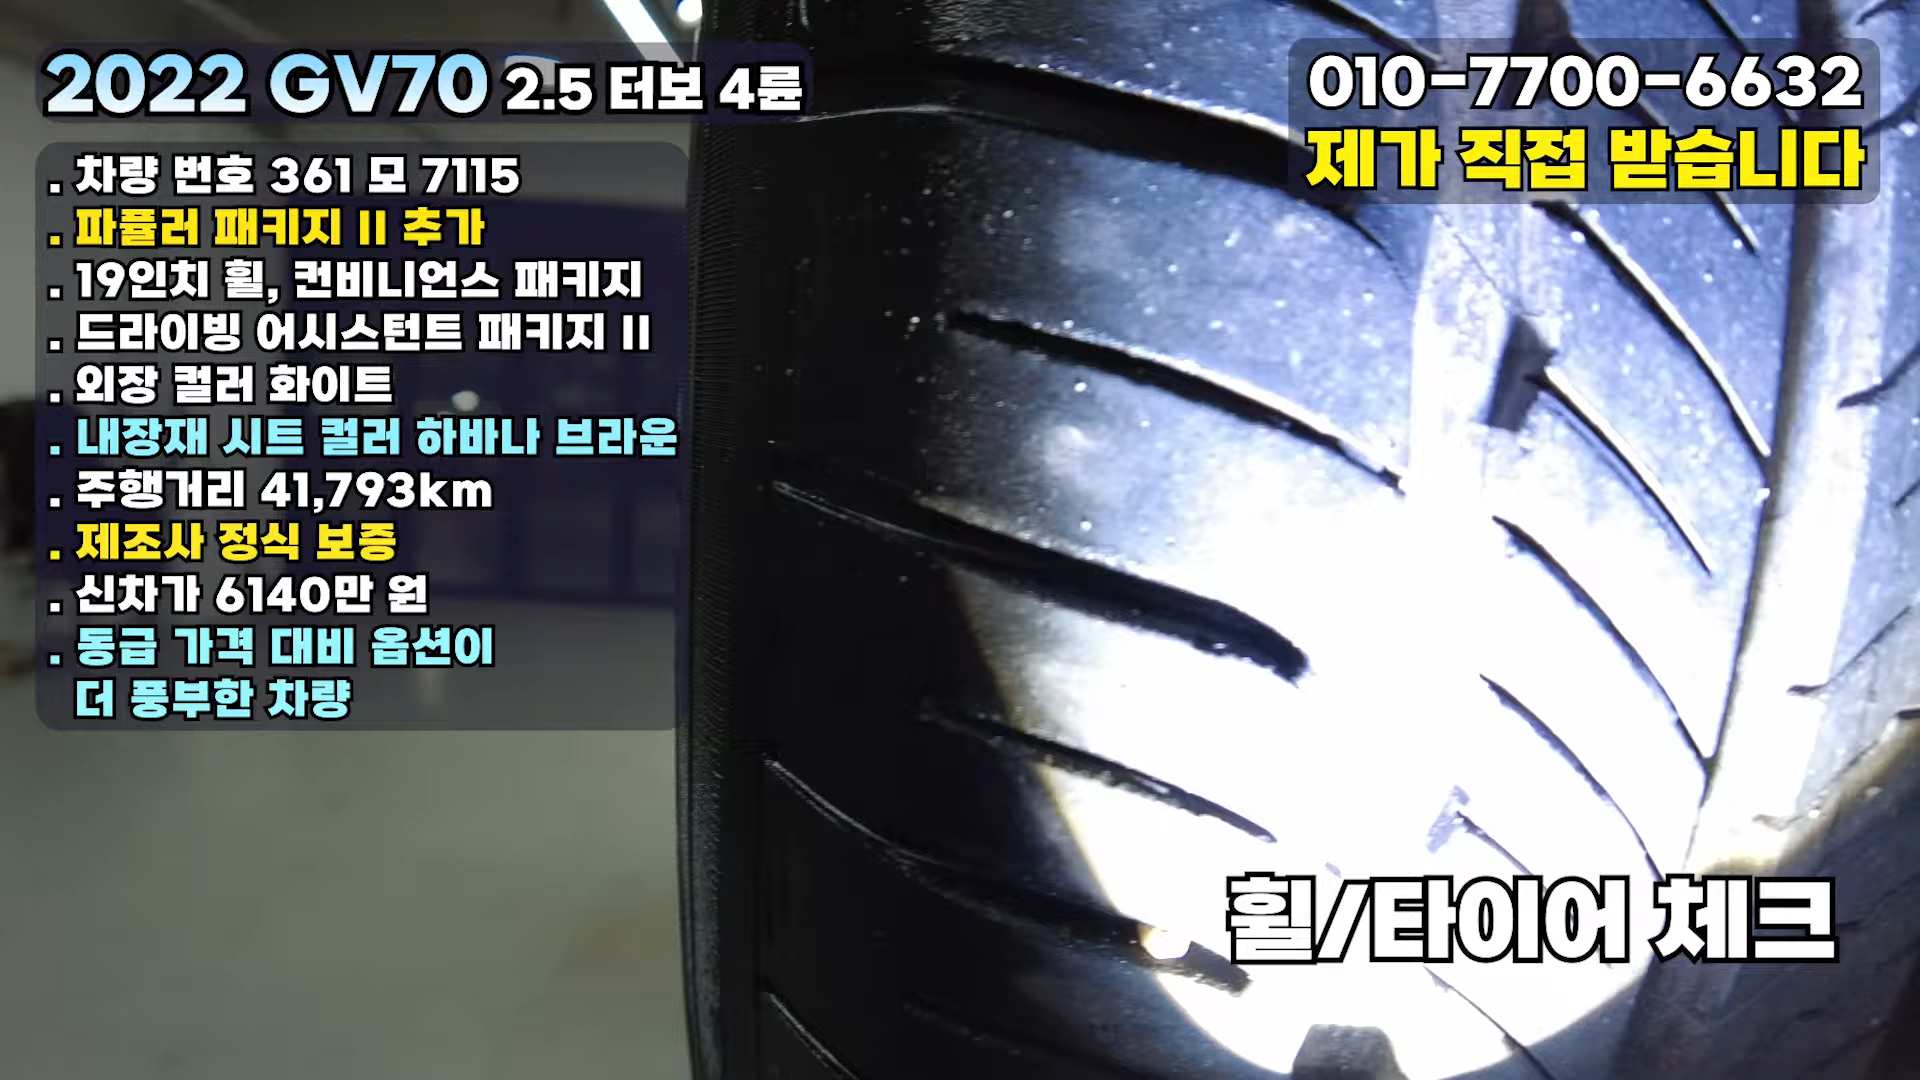 2022 GV70 2.5 터보 4륜
. 차량 번호 361 모 7115
. 파퓰러 패키지 II 추가
. 19인치 휠, 컨비니언스 패키지
. 드라이빙 어시스턴트 패키지 II
. 외장 컬러 화이트
. 내장재 시트 컬러 하바나 브라운
. 주행거리 41,793km
. 제조사 정식 보증
. 신차가 6140만 원
. 동급 가격 대비 옵션이
더 풍부한 차량
010-7700-6632
제가 직접 받습니다
휠/타이어 체크